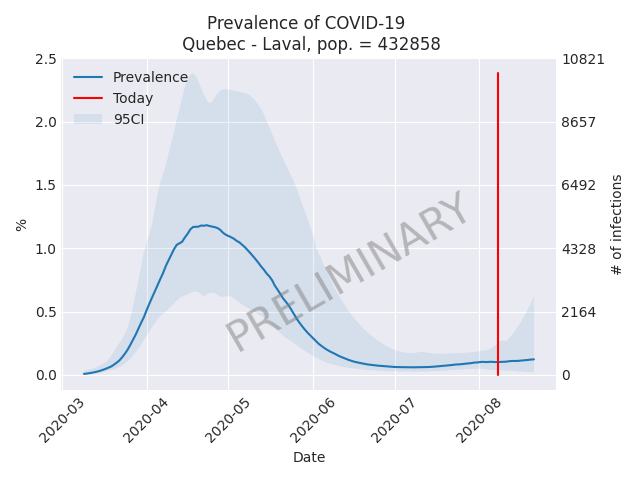 Prevalence of COVID-19
Quebec - Laval, pop. = 432858
2.5
2.0
1.5
1.0
0.5
0.0
%
Prevalence
Today
95CI
PRELIMINARY
10821
8657
6492
4328
2164
0
# of infections
2020-03
2020-04
2020-05
2020-06
2020-07
2020-08
Date